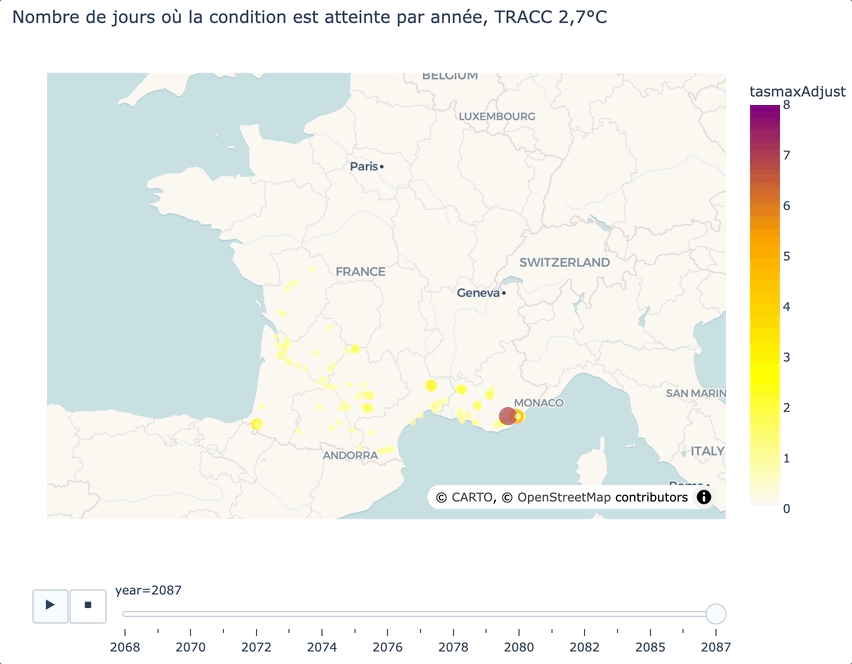 Nombre de jours où la condition est atteinte par année, TRACC 2,7°C
BELGIUM
tasmaxAdjust
8
LUXEMBOURG
7
Paris
6
SWITZERLAND
FRANCE
Geneva
5
4
3
SAN MARIN
MONACO
2
ITALY
ANDORRA
1
© CARTO, © OpenStreetMap contributors
0
year=2087
2068
2070
2072
2074
2076
2078
2080
2082
2085
2087